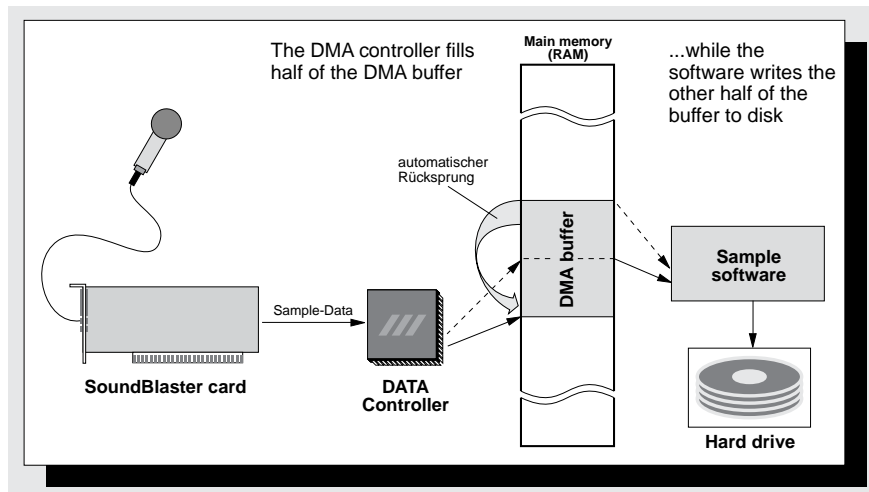 The DMA controller fills
half of the DMA buffer
Main memory
(RAM)
...while the
software writes the
other half of the
buffer to disk
automatischer
Rücksprung
DMA buffer
Sample
software
Sample-Data
SoundBlaster card
DATA
Controller
Hard drive